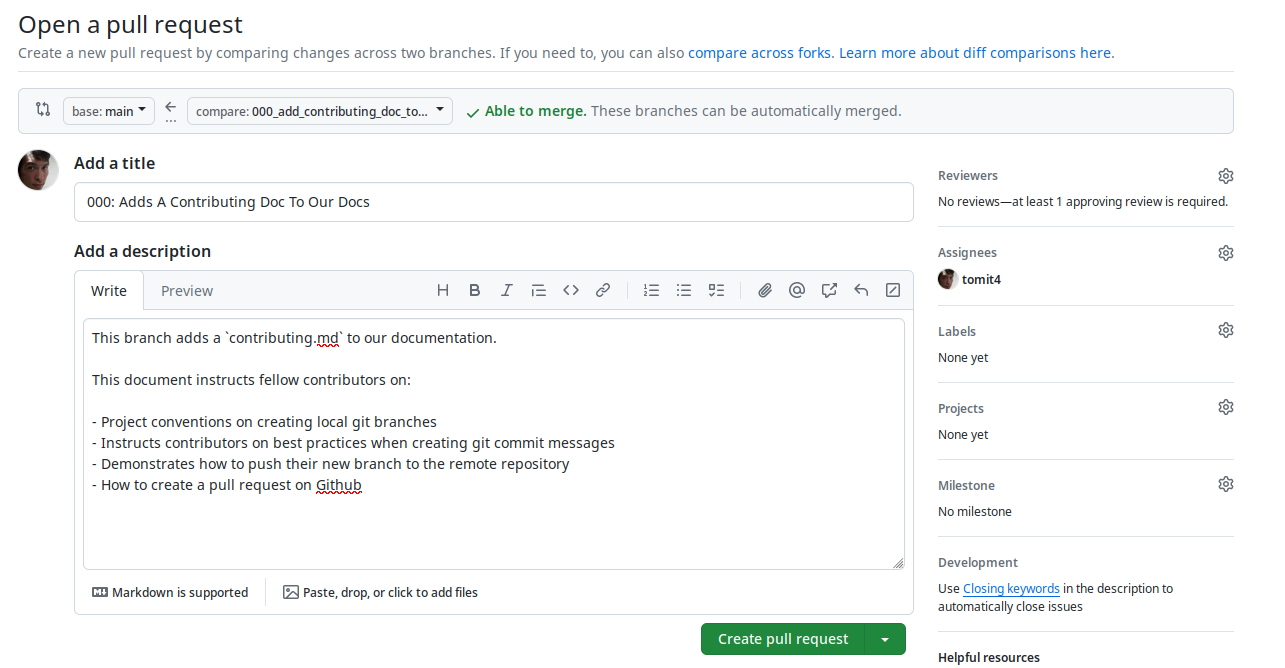 Open a pull request
Create a new pull request by comparing changes across two branches. If you need to, you can also compare across forks. Learn more about diff comparisons here.
base: main
compare: 000_add_contributing_doc_to...
Able to merge. These branches can be automatically merged.
Add a title
000: Adds A Contributing Doc To Our Docs
Add a description
Write
Preview
This branch adds a `contributing.md` to our documentation.
This document instructs fellow contributors on:
- Project conventions on creating local git branches
- Instructs contributors on best practices when creating git commit messages
- Demonstrates how to push their new branch to the remote repository
- How to create a pull request on Github
Markdown is supported
Paste, drop, or click to add files
Create pull request
Reviewers
No reviews—at least 1 approving review is required.
Assignees
tomit4
Labels
None yet
Projects
None yet
Milestone
No milestone
Development
Use Closing keywords in the description to
automatically close issues
Helpful resources